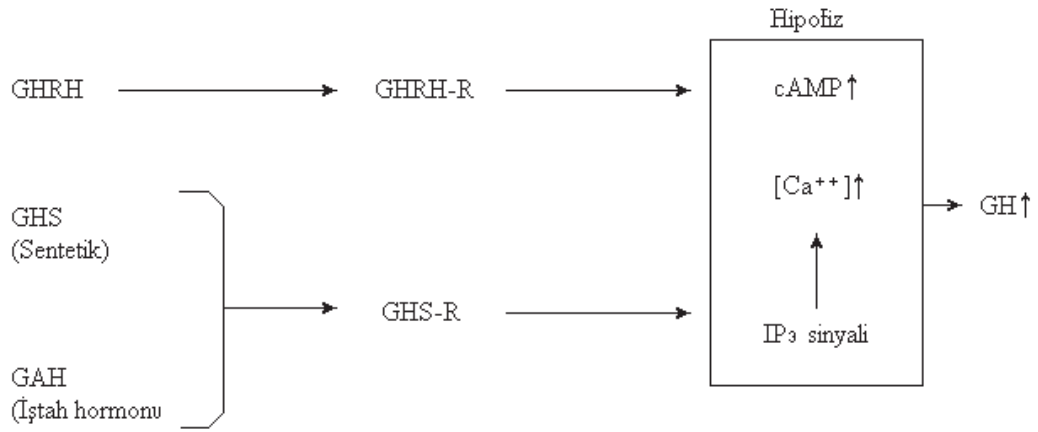 Hipofiz
GHRH
GHRH-R
cAMP↑
[Ca⁺⁺]↑
GH↑
GHS
(Sentetik)
GHS-R
IP₃ sinyali
GAH
(İştah hormonu